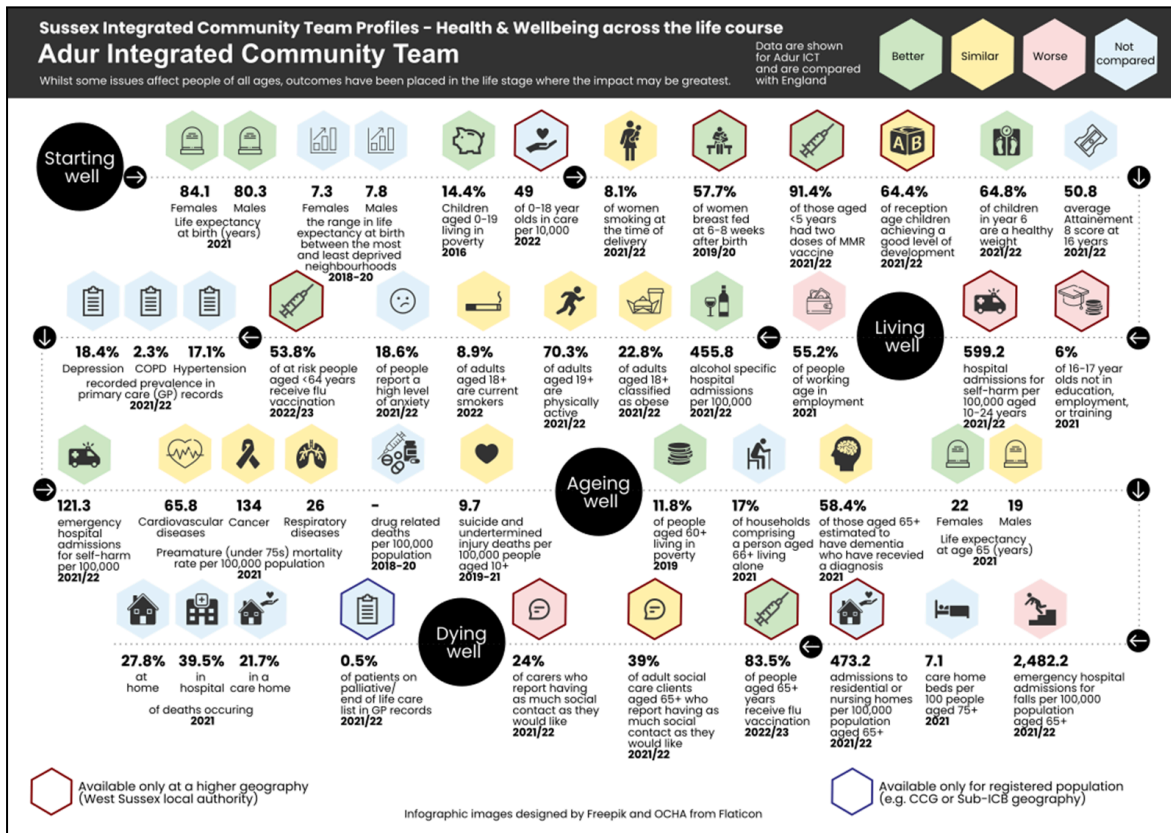 Sussex Integrated Community Team Profiles - Health & Wellbeing across the life course
Adur Integrated Community Team
Whilst some issues affect people of all ages, outcomes have been placed in the life stage where the impact may be greatest.
Data are shown
for Adur ICT
and are compared
with England
Better
Similar
Worse
Not
compared
Starting
well
84.1
Females
80.3
Males
Life expectancy
at birth (years)
2021
7.3
Females
7.8
Males
the range in life
expectancy at birth
between the most
and least deprived
neighbourhoods
2018-20
14.4%
Children
aged 0-19
living in
poverty
2016
49
of 0-18 year
olds in care
per 10,000
2022
8.1%
of women
smoking at
the time of
delivery
2021/22
57.7%
of women
breast fed
at 6-8 weeks
after birth
2019/20
91.4%
of those aged
<5 years
had two
doses of MMR
vaccine
2021/22
A B
64.4%
of reception
age children
achieving a
good level of
development
2021/22
64.8%
of children
in year 6
are a healthy
weight
2021/22
50.8
average
Attainement
8 score at
16 years
2021/22
Living
well
6%
of 16-17 year
olds not in
education,
employment,
or training
2021
599.2
hospital
admissions for
self-harm per
100,000 aged
10-24 years
2021/22
55.2%
of people
of working
age in
employment
2021
455.8
alcohol specific
hospital
admissions
per 100,000
2021/22
22.8%
of adults
aged 18+
classified
as obese
2021/22
70.3%
of adults
aged 19+
are
physically
active
2021/22
8.9%
of adults
aged 18+
are current
smokers
2022
18.6%
of people
report a
high level
of anxiety
2021/22
53.8%
of at risk people
aged <64 years
receive flu
vaccination
2022/23
18.4%
Depression
2.3%
COPD
17.1%
Hypertension
recorded prevalence in
primary care (GP) records
2021/22
121.3
emergency
hospital
admissions
for self-harm
per 100,000
2021/22
65.8
Cardiovascular
diseases
134
Cancer
26
Respiratory
diseases
Preamature (under 75s) mortality
rate per 100,000 population
2021
-
drug related
deaths
per 100,000
population
2018-20
9.7
suicide and
undetermined
injury deaths per
100,000 people
aged 10+
2019-21
Ageing
well
11.8%
of people
aged 60+
living in
poverty
2019
17%
of households
comprising
a person aged
66+ living
alone
2021
58.4%
of those aged 65+
estimated to
have dementia
who have recevied
a diagnosis
2021
22
Females
19
Males
Life expectancy
at age 65 (years)
2021
2,482.2
emergency hospital
admissions for
falls per 100,000
population
aged 65+
2021/22
7.1
care home
beds per
100 people
aged 75+
2021
473.2
admissions to
residential or
nursing homes
per 100,000
population
aged 65+
2021/22
83.5%
of people
aged 65+
years
receive flu
vaccination
2022/23
39%
of adult social
care clients
aged 65+ who
report having as
much social
contact as they
would like
2021/22
24%
of carers who
report having
as much social
contact as they
would like
2021/22
Dying
well
0.5%
of patients on
palliative/
end of life care
list in GP records
2021/22
27.8%
at
home
39.5%
in
hospital
21.7%
in a
care home
of deaths occuring
2021
Available only at a higher geography
(West Sussex local authority)
Infographic images designed by Freepik and OCHA from Flaticon
Available only for registered population
(e.g. CCG or Sub-ICB geography)